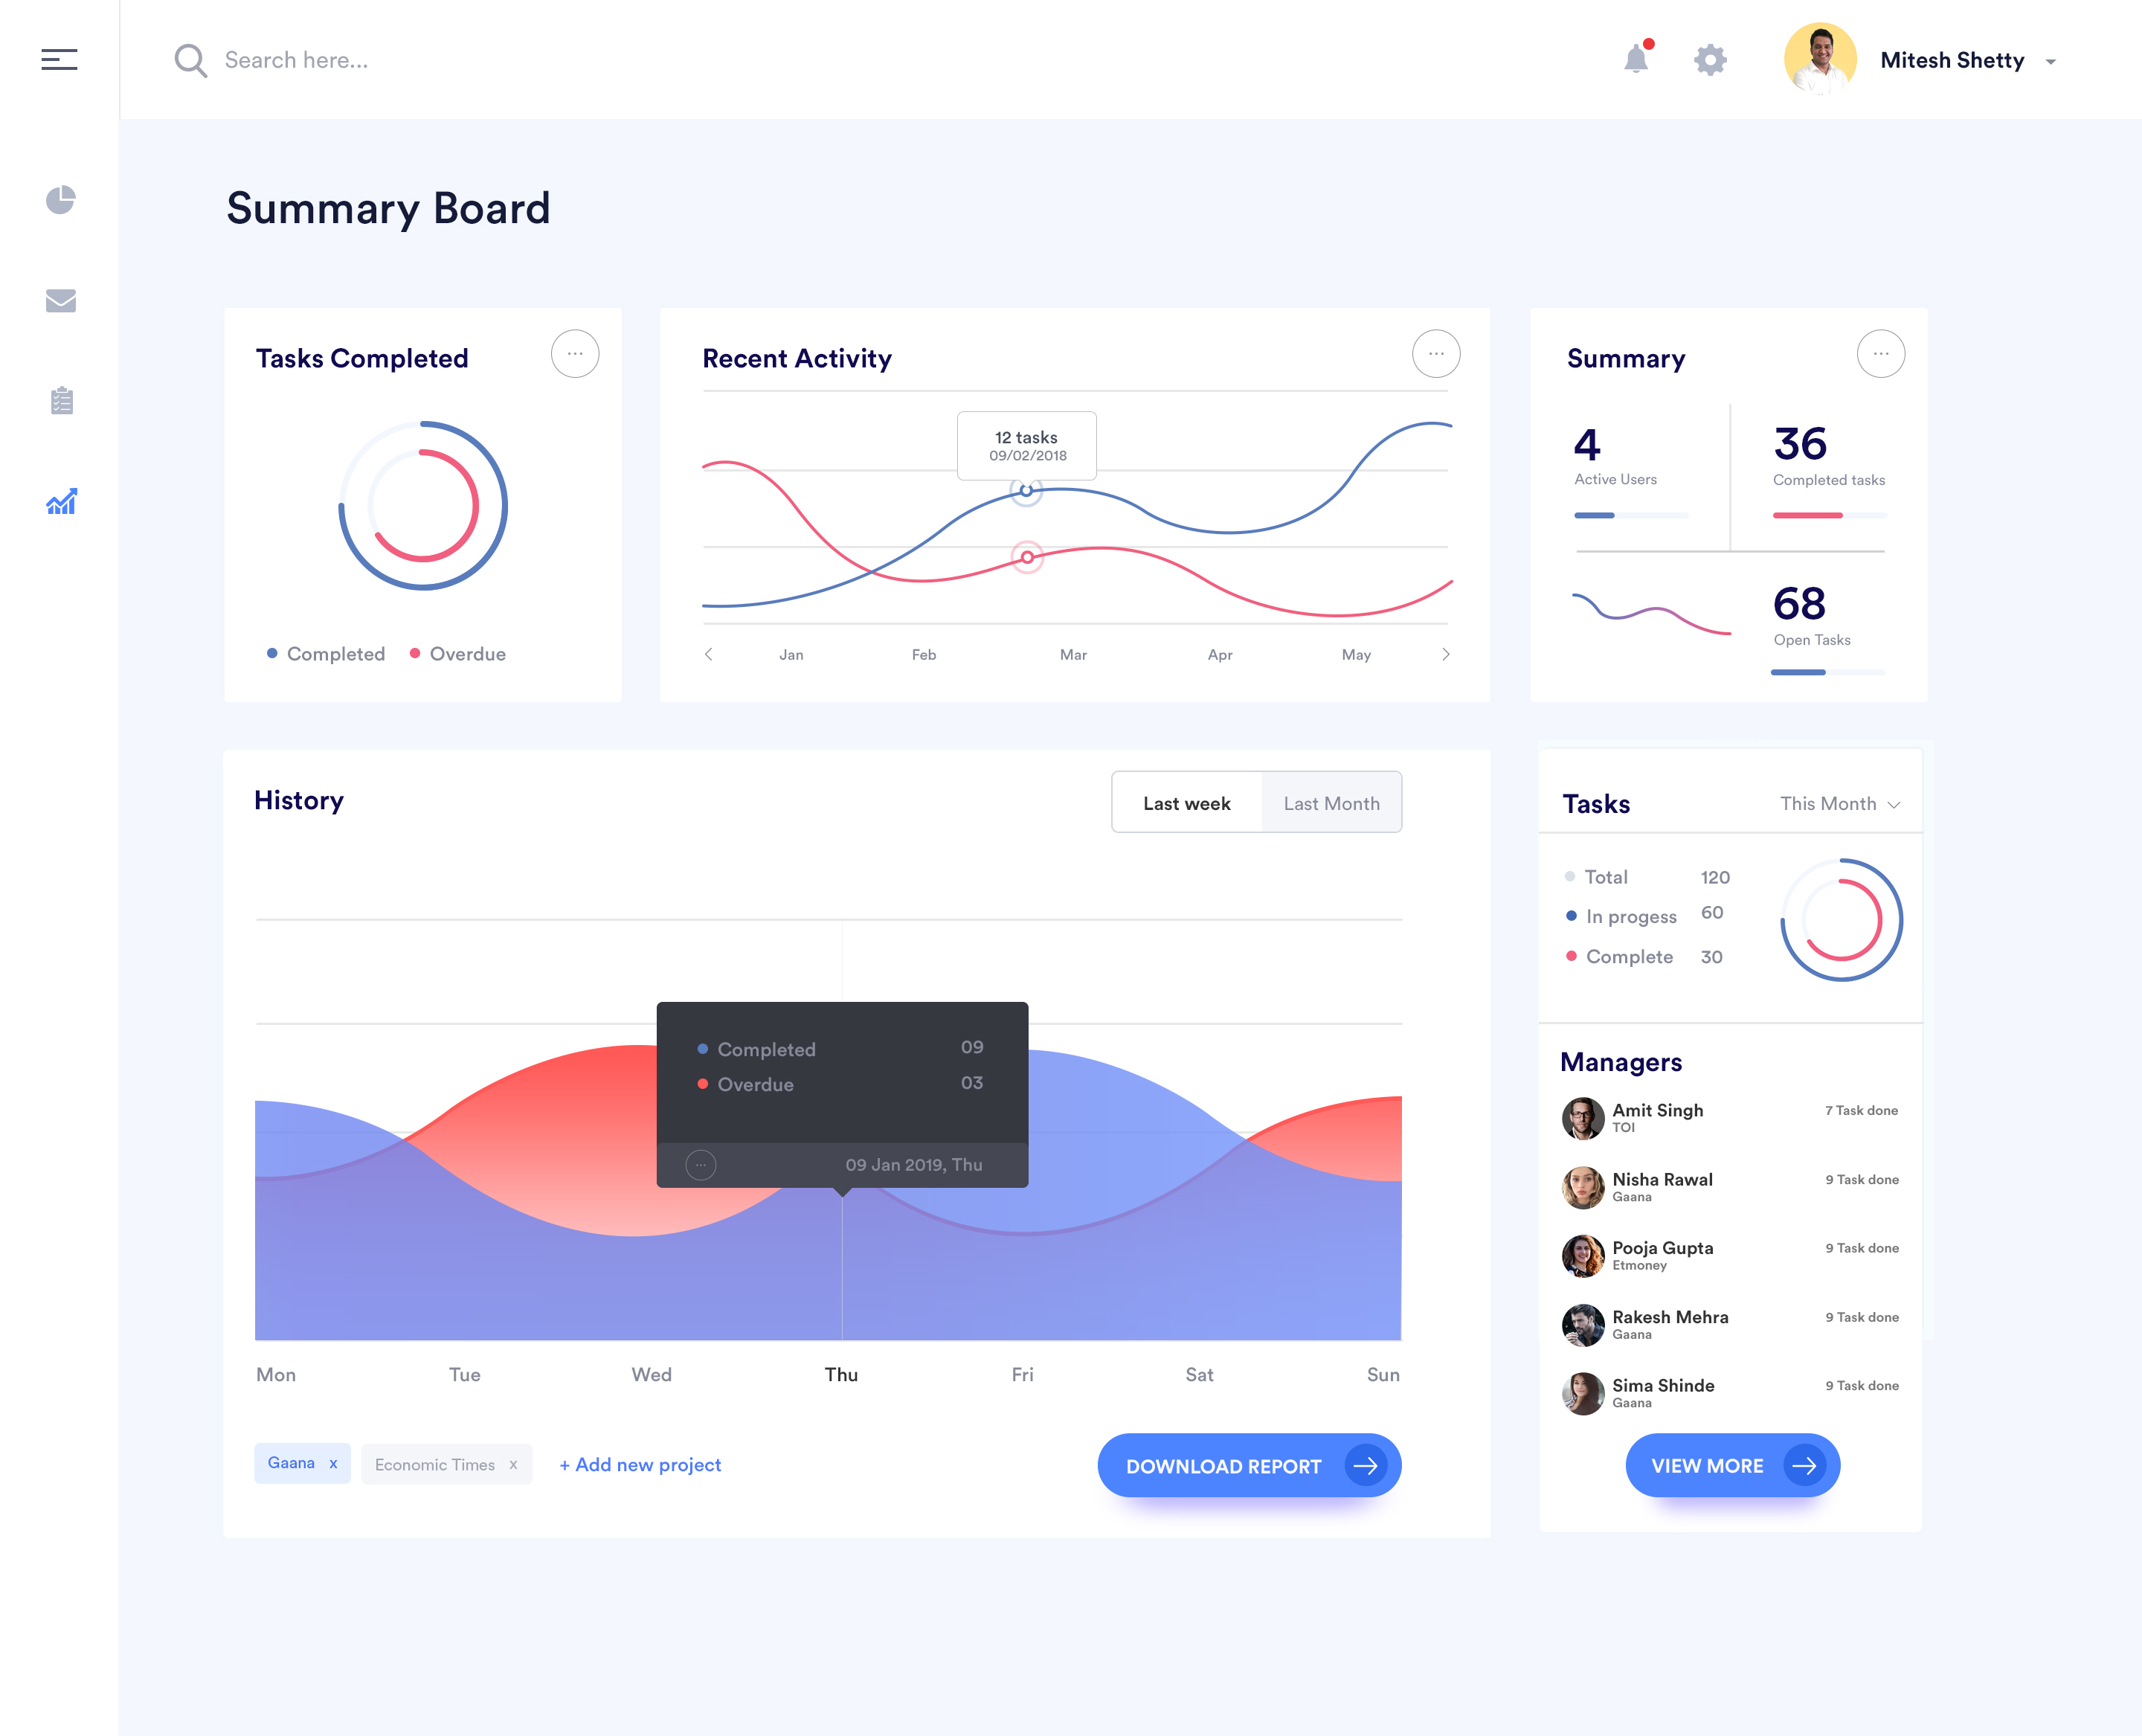 Search here...
Mitesh Shetty
Summary Board
Tasks Completed
Completed
Overdue
Recent Activity
12 tasks
09/02/2018
Jan
Feb
Mar
Apr
May
Summary
4
Active Users
36
Completed tasks
68
Open Tasks
History
Last week
Last Month
Completed 09
Overdue 03
09 Jan 2019, Thu
Mon
Tue
Wed
Thu
Fri
Sat
Sun
Gaana x
Economic Times x
+ Add new project
DOWNLOAD REPORT
Tasks
This Month
Total 120
In progess 60
Complete 30
Managers
Amit Singh
TOI
7 Task done
Nisha Rawal
Gaana
9 Task done
Pooja Gupta
Etmoney
9 Task done
Rakesh Mehra
Gaana
9 Task done
Sima Shinde
Gaana
9 Task done
VIEW MORE